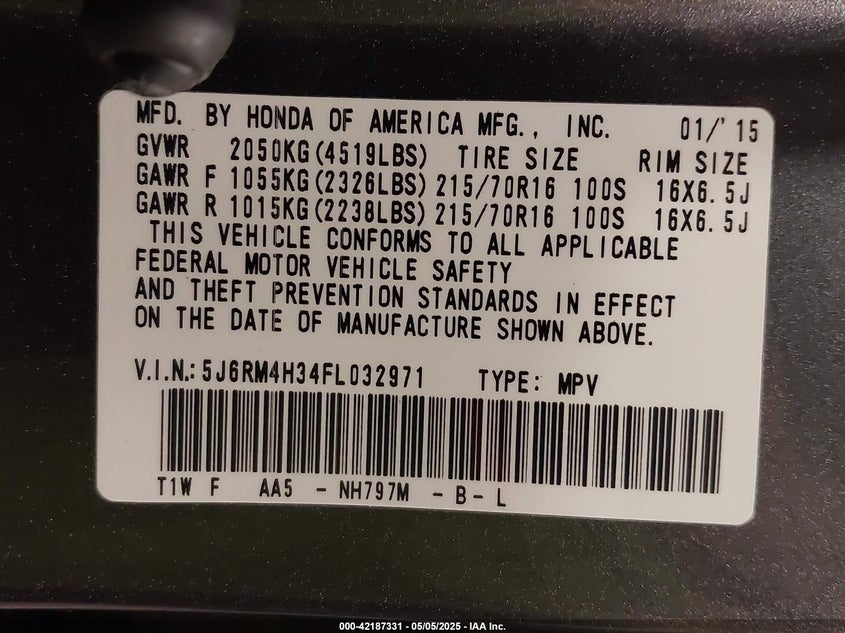 MFD. BY HONDA OF AMERICA MFG., INC. 01/'15
GVWR 2050KG(4519LBS) TIRE SIZE RIM SIZE
GAWR F 1055KG(2326LBS) 215/70R16 100S 16X6.5J
GAWR R 1015KG(2238LBS) 215/70R16 100S 16X6.5J
THIS VEHICLE CONFORMS TO ALL APPLICABLE
FEDERAL MOTOR VEHICLE SAFETY
AND THEFT PREVENTION STANDARDS IN EFFECT
ON THE DATE OF MANUFACTURE SHOWN ABOVE.
V.I.N.: 5J6RM4H34FL032971 TYPE: MPV
T1W F AA5 - NH797M - B - L
000-42187331 - 05/05/2025 - IAA Inc.